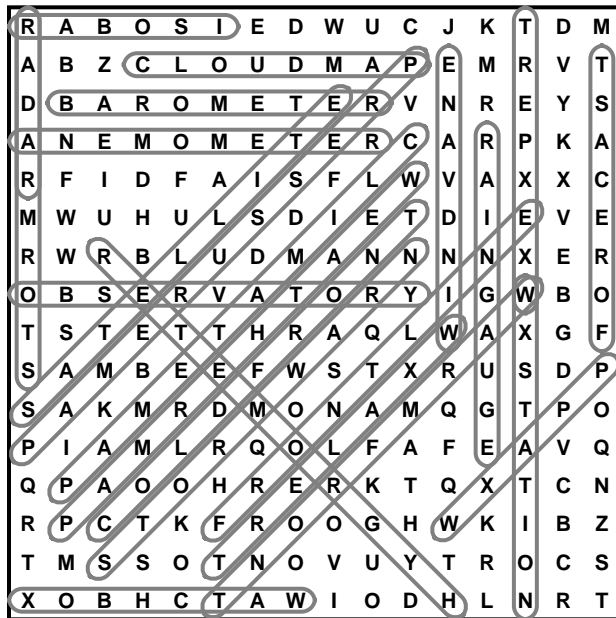 R A B O S I E D W U C J K T D M
A B Z C L O U D M A P E M R V T
D B A R O M E T E R V N R E Y S
A N E M O M E T E R C A R P K A
R F I D F A I S F L W V A X X C
M W U H U L S D I E T D I E V E
R W R B L U D M A N N N N X E R
O B S E R V A T O R Y I G W B O
T S T E T T H R A Q L W A X G F
S A M B E E F W S T X R U S D P
S A K M R D M O N A M Q G T P O
P I A M L R Q O L F A F E A V Q
Q P A O O H R E R K T Q X T C N
R P C T K F R O O G H W K I B Z
T M S S O T N O V U Y T R O C S
X O B H C T A W I O D H L N R T